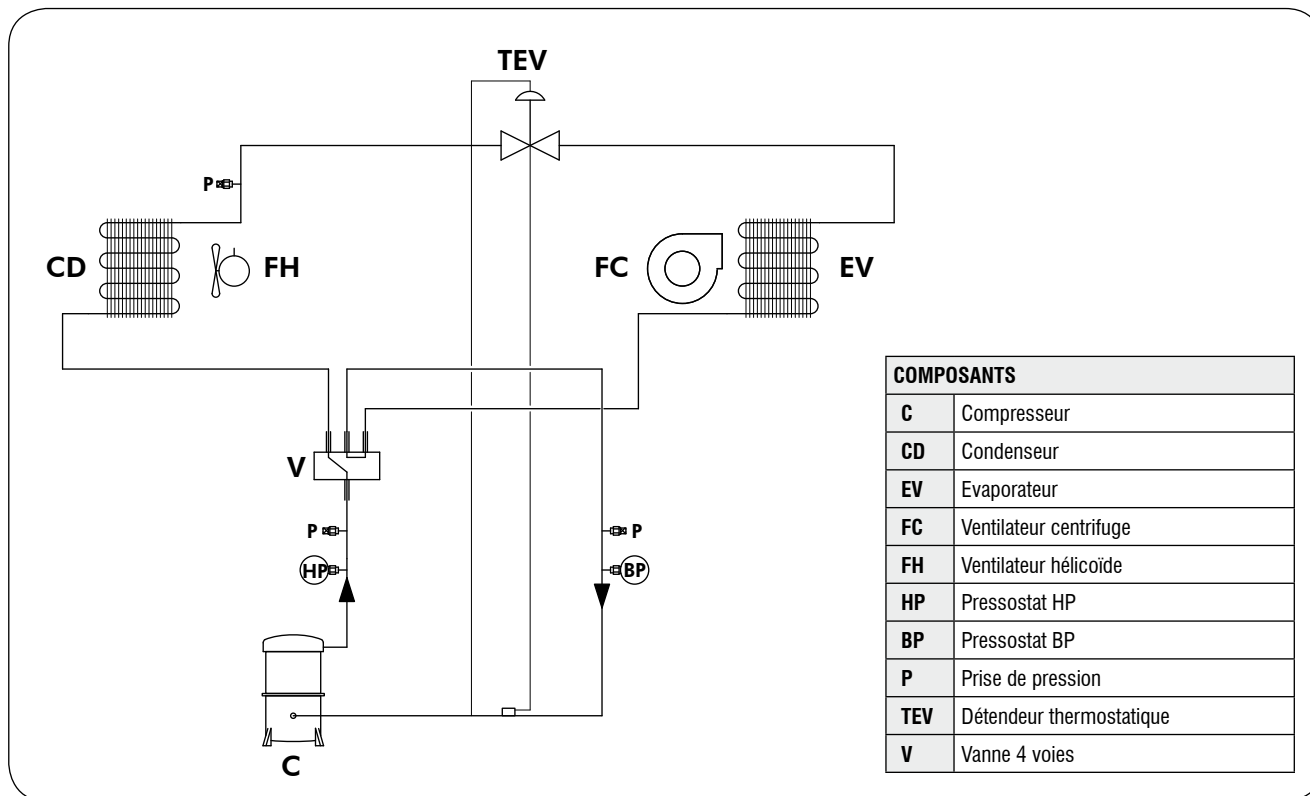 TEV
P
CD
FH
FC
EV
V
P
P
HP
BP
C
COMPOSANTS
C Compresseur
CD Condenseur
EV Evaporateur
FC Ventilateur centrifuge
FH Ventilateur hélicoïde
HP Pressostat HP
BP Pressostat BP
P Prise de pression
TEV Détendeur thermostatique
V Vanne 4 voies